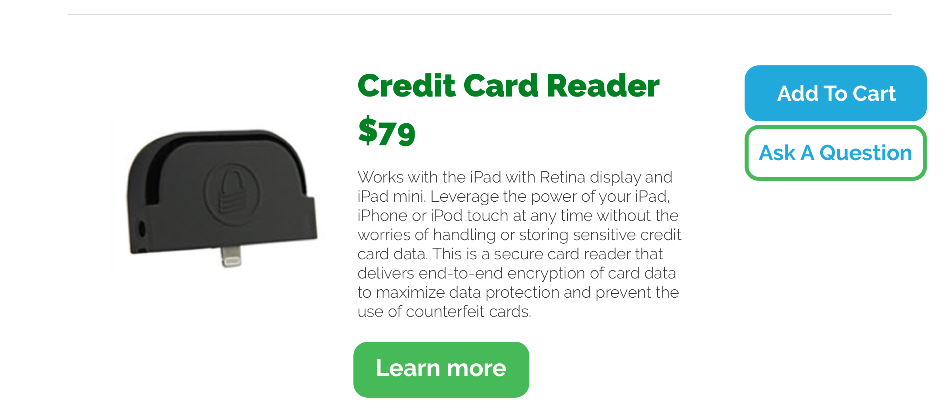 Credit Card Reader
$79
Works with the iPad with Retina display and
iPad mini. Leverage the power of your iPad,
iPhone or iPod touch at any time without the
worries of handling or storing sensitive credit
card data. This is a secure card reader that
delivers end-to-end encryption of card data
to maximize data protection and prevent the
use of counterfeit cards.
Learn more
Add To Cart
Ask A Question